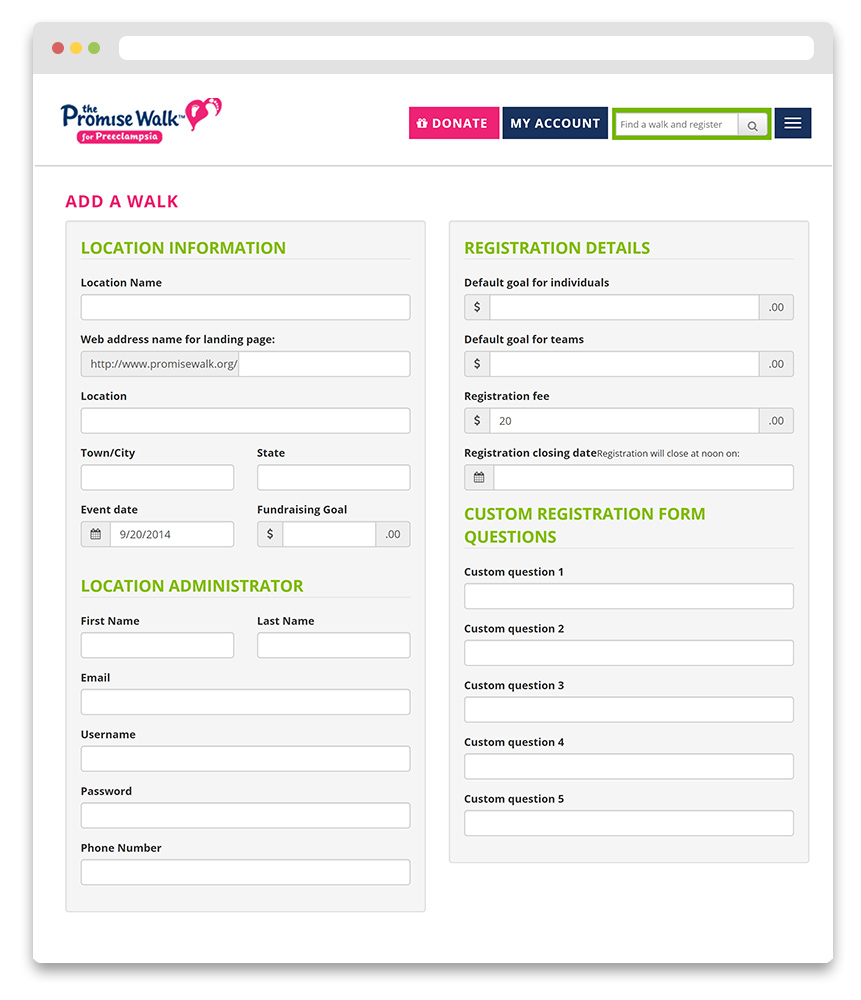 the
Promise Walk™
for Preeclampsia
DONATE
MY ACCOUNT
Find a walk and register
ADD A WALK
LOCATION INFORMATION
Location Name
Web address name for landing page:
http://www.promisewalk.org/
Location
Town/City State
Event date Fundraising Goal
9/20/2014 $ .00
LOCATION ADMINISTRATOR
First Name Last Name
Email
Username
Password
Phone Number
REGISTRATION DETAILS
Default goal for individuals
$ .00
Default goal for teams
$ .00
Registration fee
$ 20 .00
Registration closing dateRegistration will close at noon on:
CUSTOM REGISTRATION FORM
QUESTIONS
Custom question 1
Custom question 2
Custom question 3
Custom question 4
Custom question 5